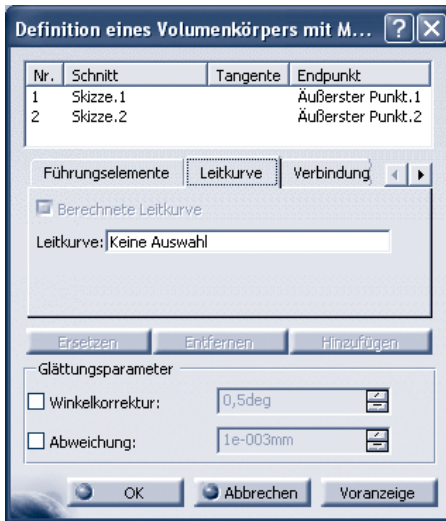 Definition eines Volumenkörpers mit M...
Nr. Schnitt Tangente Endpunkt
1 Skizze.1 Äußerster Punkt.1
2 Skizze.2 Äußerster Punkt.2
Führungselemente Leitkurve Verbindung
Berechnete Leitkurve
Leitkurve: Keine Auswahl
Ersetzen Entfernen Hinzufügen
Glättungsparameter
Winkelkorrektur: 0,5deg
Abweichung: 1e-003mm
OK Abbrechen Voranzeige